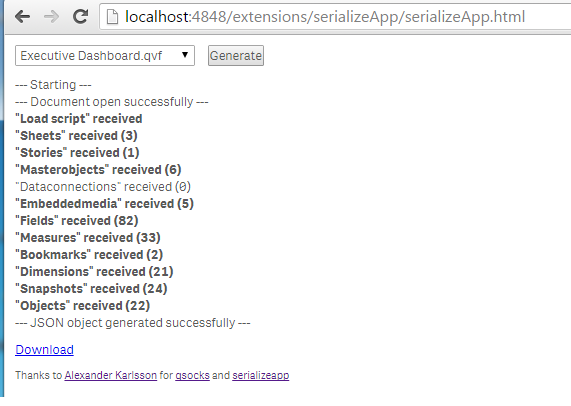 localhost:4848/extensions/serializeApp/serializeApp.html
Executive Dashboard.qvf Generate
--- Starting ---
--- Document open successfully ---
"Load script" received
"Sheets" received (3)
"Stories" received (1)
"Masterobjects" received (6)
"Dataconnections" received (0)
"Embeddedmedia" received (5)
"Fields" received (82)
"Measures" received (33)
"Bookmarks" received (2)
"Dimensions" received (21)
"Snapshots" received (24)
"Objects" received (22)
--- JSON object generated successfully ---
Download
Thanks to Alexander Karlsson for qsocks and serializeapp